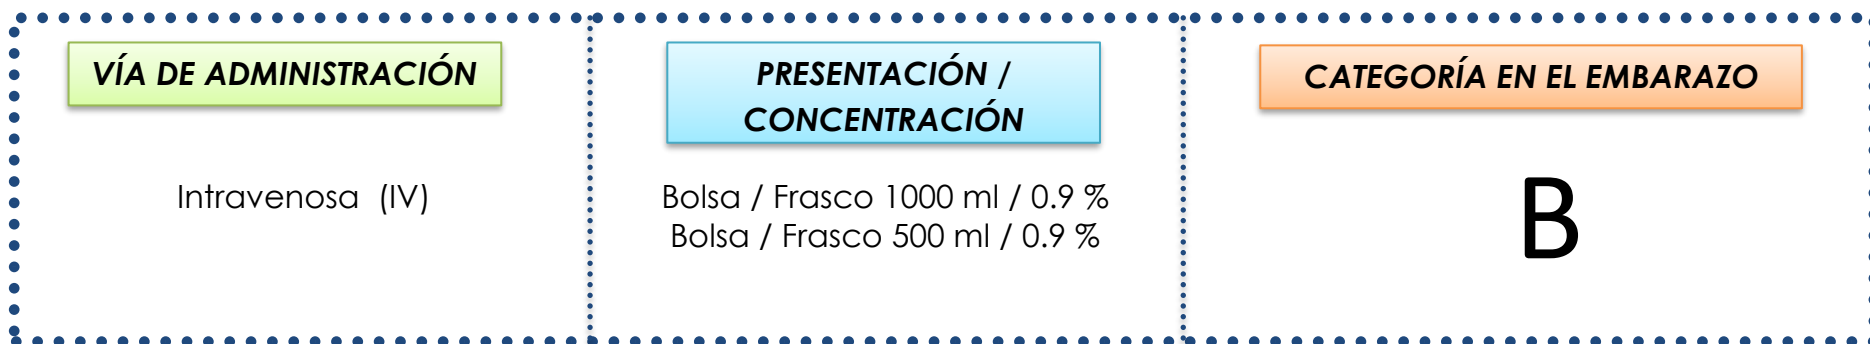 VÍA DE ADMINISTRACIÓN
Intravenosa (IV)
PRESENTACIÓN /
CONCENTRACIÓN
Bolsa / Frasco 1000 ml / 0.9 %
Bolsa / Frasco 500 ml / 0.9 %
CATEGORÍA EN EL EMBARAZO
B